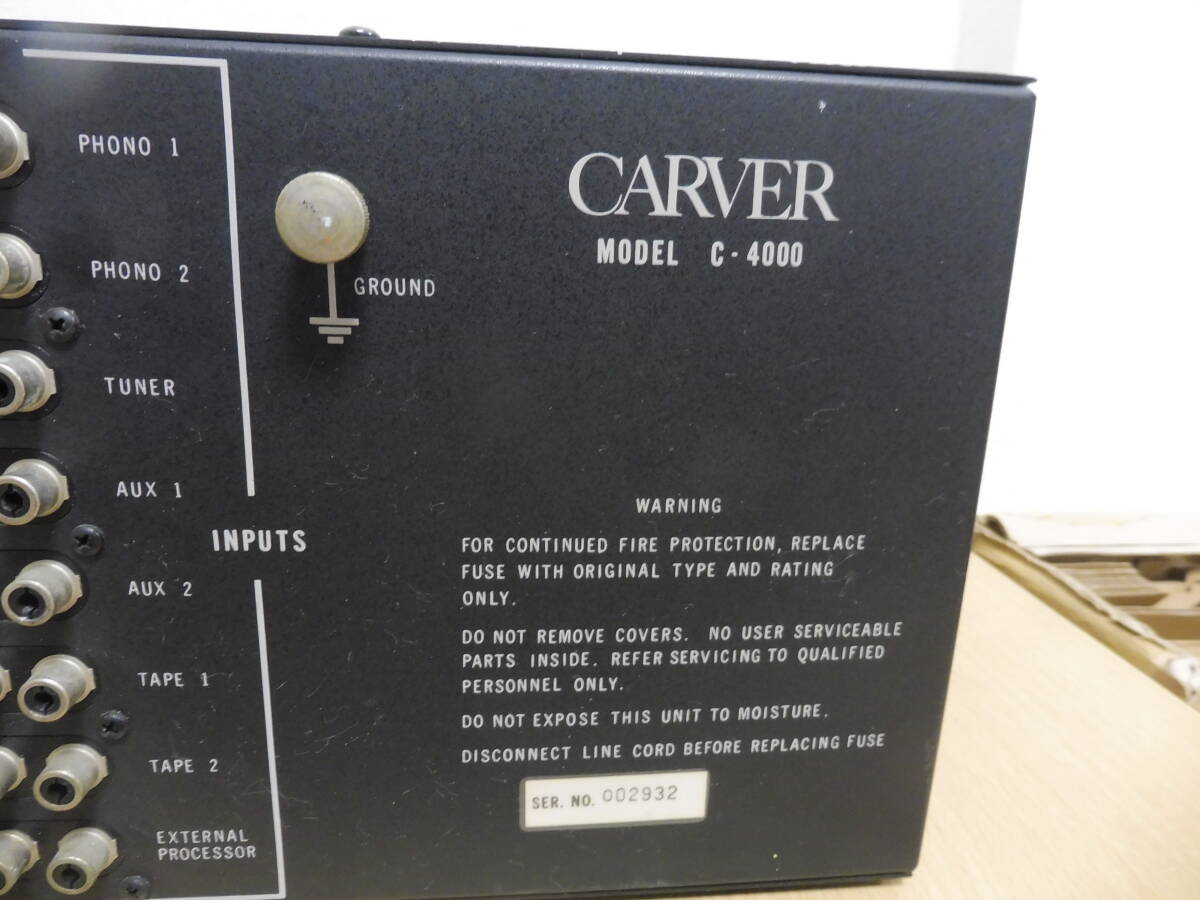 PHONO 1
PHONO 2
TUNER
AUX 1
INPUTS
AUX 2
TAPE 1
TAPE 2
EXTERNAL
PROCESSOR
GROUND
CARVER
MODEL C-4000
WARNING
FOR CONTINUED FIRE PROTECTION, REPLACE
FUSE WITH ORIGINAL TYPE AND RATING
ONLY.
DO NOT REMOVE COVERS. NO USER SERVICEABLE
PARTS INSIDE. REFER SERVICING TO QUALIFIED
PERSONNEL ONLY.
DO NOT EXPOSE THIS UNIT TO MOISTURE.
DISCONNECT LINE CORD BEFORE REPLACING FUSE
SER. NO. 002932